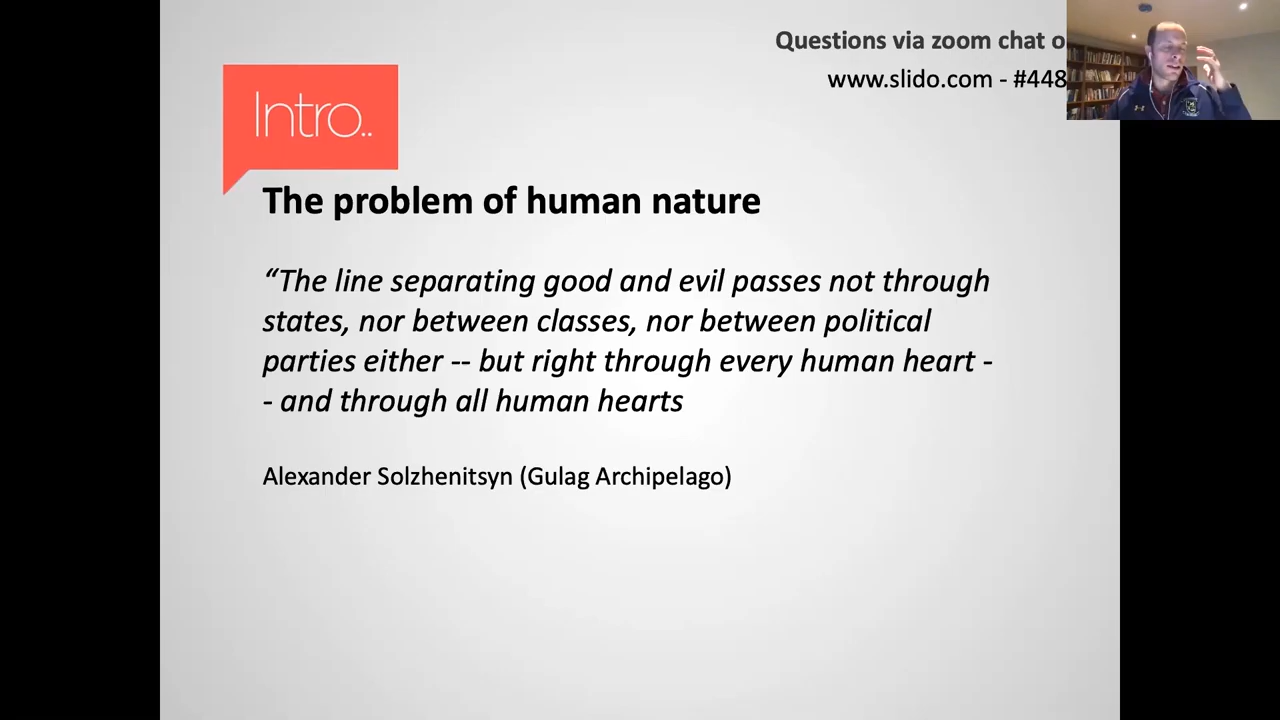 Questions via zoom chat o
www.slido.com - #448
Intro..
The problem of human nature
“The line separating good and evil passes not through
states, nor between classes, nor between political
parties either -- but right through every human heart -
- and through all human hearts
Alexander Solzhenitsyn (Gulag Archipelago)